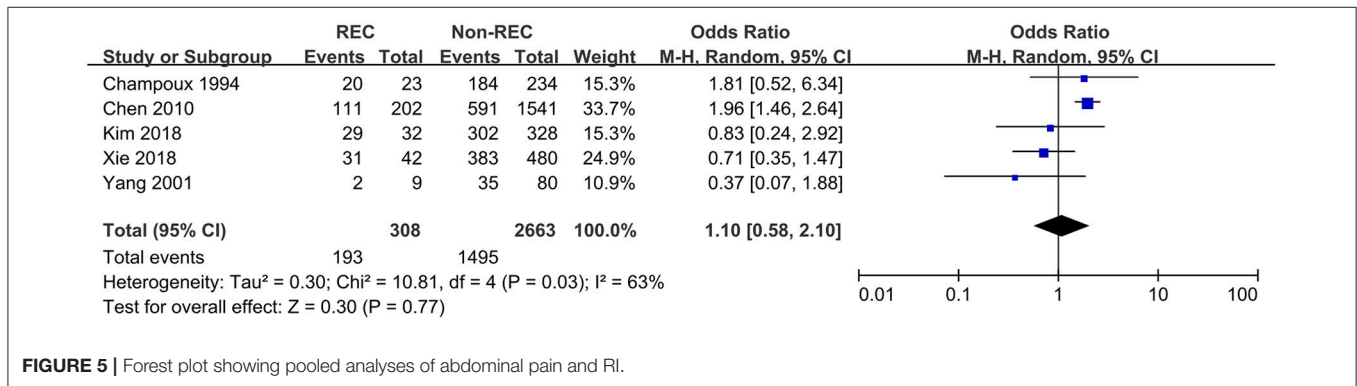 REC Non-REC Odds Ratio Odds Ratio
Study or Subgroup Events Total Events Total Weight M-H, Random, 95% CI M-H, Random, 95% CI
Champoux 1994 20 23 184 234 15.3% 1.81 [0.52, 6.34]
Chen 2010 111 202 591 1541 33.7% 1.96 [1.46, 2.64]
Kim 2018 29 32 302 328 15.3% 0.83 [0.24, 2.92]
Xie 2018 31 42 383 480 24.9% 0.71 [0.35, 1.47]
Yang 2001 2 9 35 80 10.9% 0.37 [0.07, 1.88]
Total (95% CI) 308 2663 100.0% 1.10 [0.58, 2.10]
Total events 193 1495
Heterogeneity: Tau² = 0.30; Chi² = 10.81, df = 4 (P = 0.03); I² = 63%
Test for overall effect: Z = 0.30 (P = 0.77)
0.01 0.1 1 10 100
FIGURE 5 | Forest plot showing pooled analyses of abdominal pain and RI.